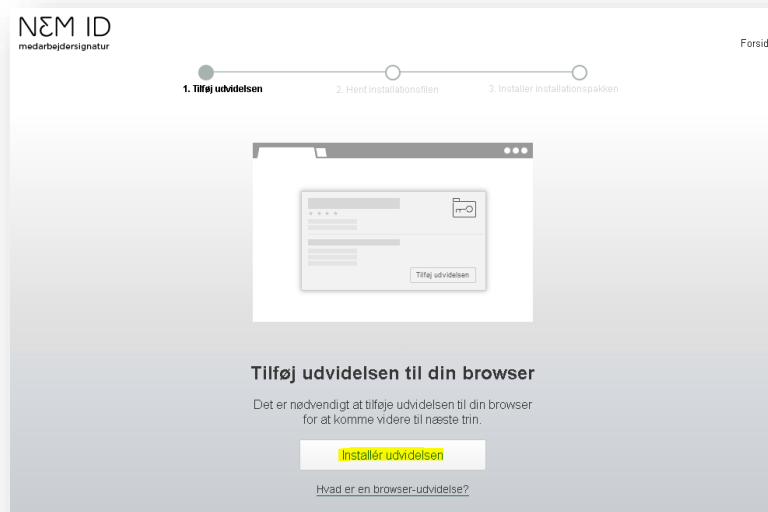 NEM ID
medarbejdersignatur
Forsid
1. Tilføj udvidelsen
2. Hent installationsfilen
3. Installer installationspakken
Tilføj udvidelsen
Tilføj udvidelsen til din browser
Det er nødvendigt at tilføje udvidelsen til din browser
for at komme videre til næste trin.
Installér udvidelsen
Hvad er en browser-udvidelse?